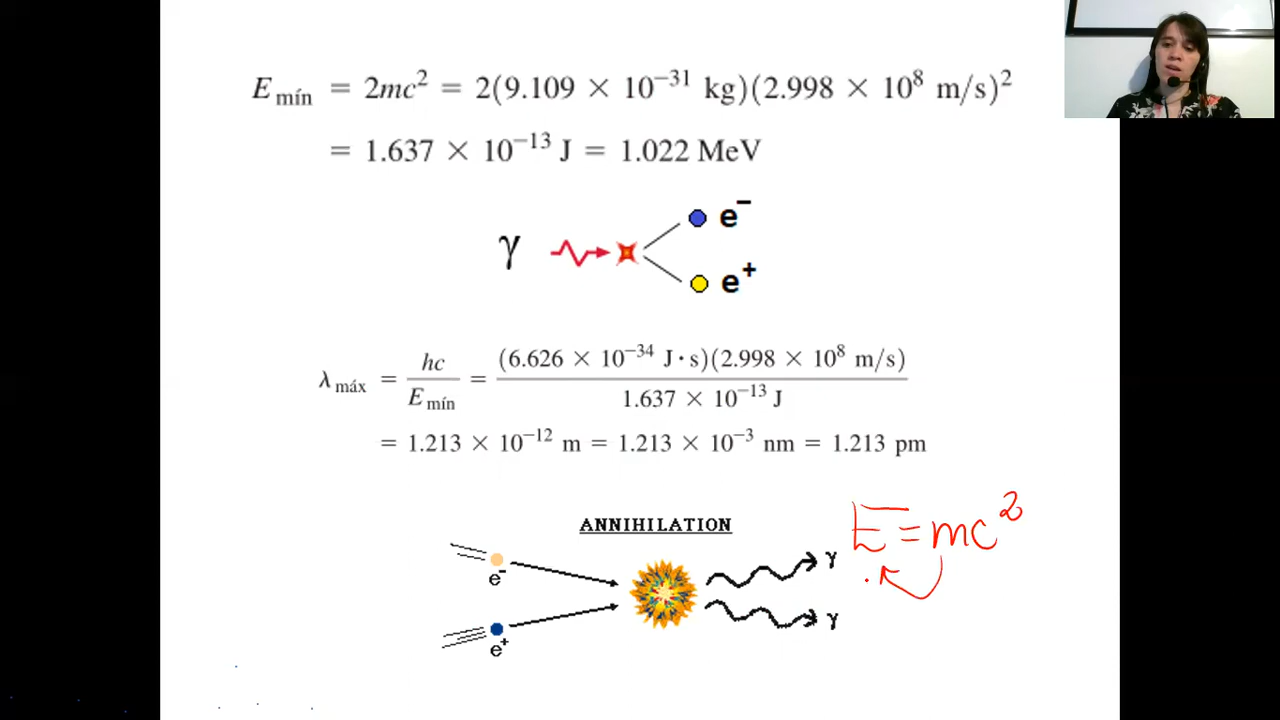 E mín = 2mc² = 2(9.109 × 10⁻³¹ kg)(2.998 × 10⁸ m/s)²
= 1.637 × 10⁻¹³ J = 1.022 MeV
e⁻
γ
e⁺
λ máx = hc / E mín = (6.626 × 10⁻³⁴ J·s)(2.998 × 10⁸ m/s) / 1.637 × 10⁻¹³ J
= 1.213 × 10⁻¹² m = 1.213 × 10⁻³ nm = 1.213 pm
E = mc²
ANNIHILATION
γ
e⁻
γ
e⁺